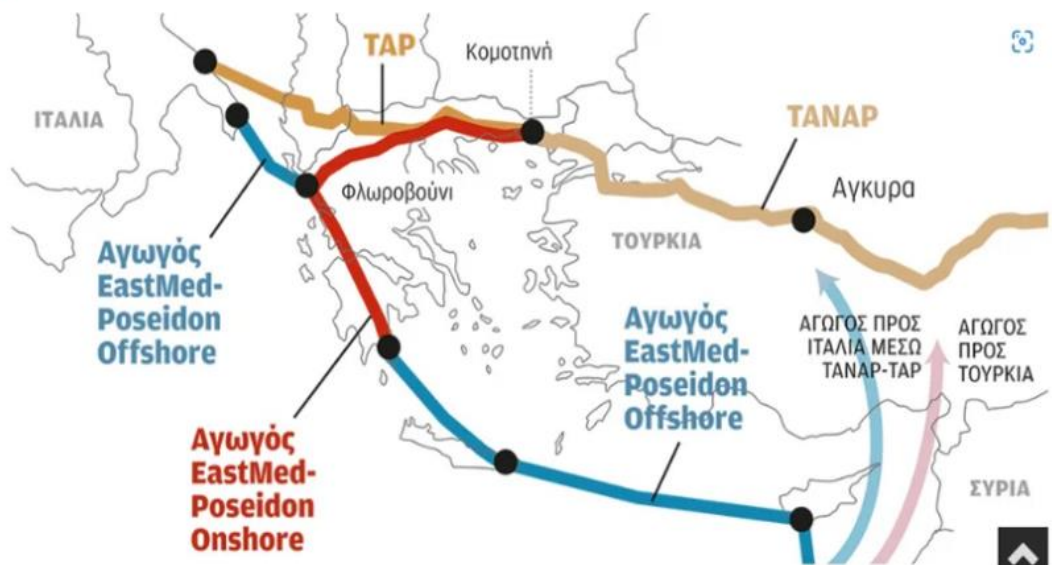 TAP
Κομοτηνή
ΙΤΑΛΙΑ
TANAP
Φλωροβούνι
Αγκυρα
ΤΟΥΡΚΙΑ
Αγωγός
EastMed-
Poseidon
Offshore
Αγωγός
EastMed-
Poseidon
Offshore
ΑΓΩΓΟΣ ΠΡΟΣ
ΙΤΑΛΙΑ ΜΕΣΩ
TANAP-TAP
ΑΓΩΓΟΣ
ΠΡΟΣ
ΤΟΥΡΚΙΑ
Αγωγός
EastMed-
Poseidon
Onshore
ΣΥΡΙΑ